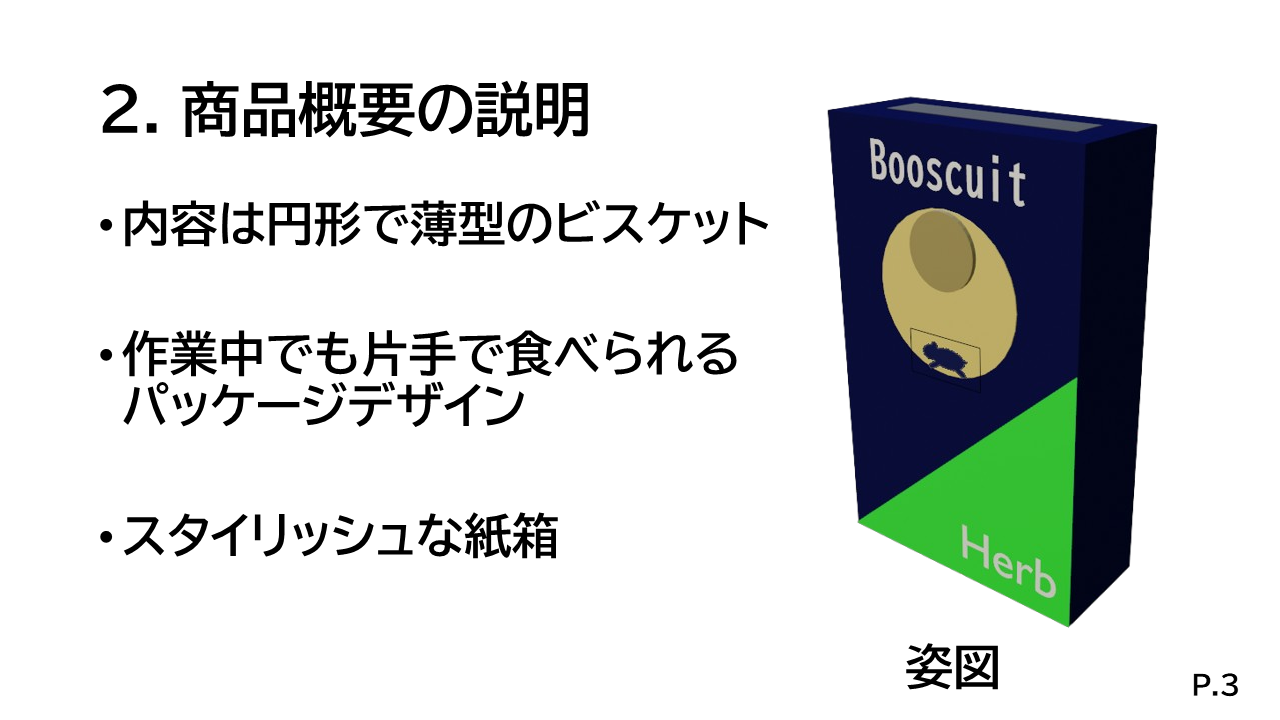 2. 商品概要の説明
•内容は円形で薄型のビスケット
•作業中でも片手で食べられる
パッケージデザイン
•スタイリッシュな紙箱
Booscuit
Herb
姿図
P.3